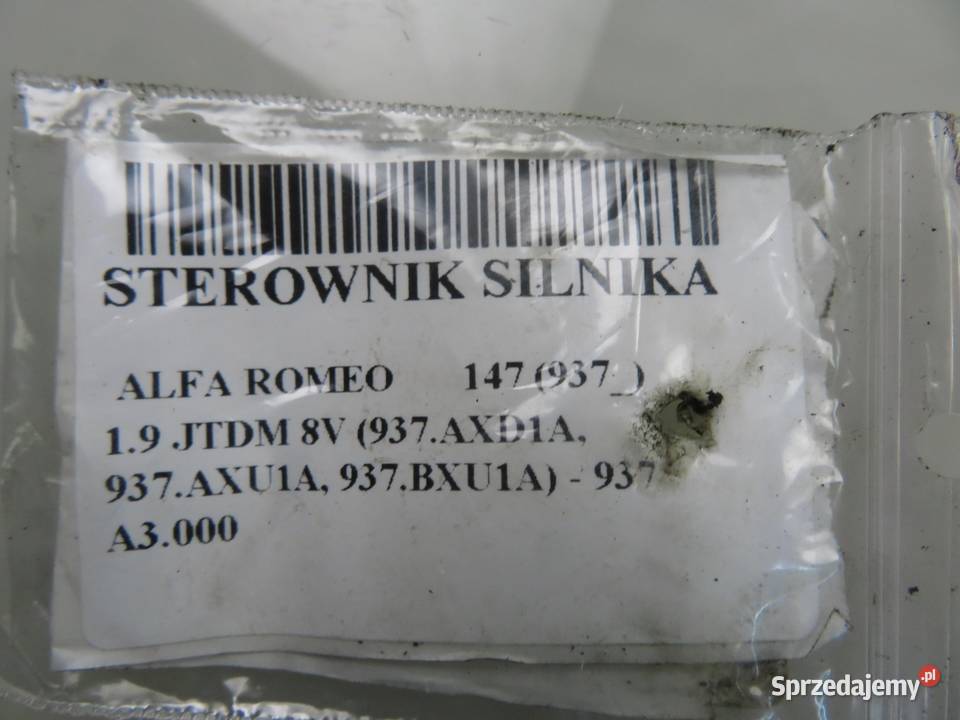 STEROWNIK SILNIKA
ALFA ROMEO 147 (937_)
1.9 JTDM 8V (937.AXD1A,
937.AXU1A, 937.BXU1A) - 937
A3.000
Sprzedajemy.pl